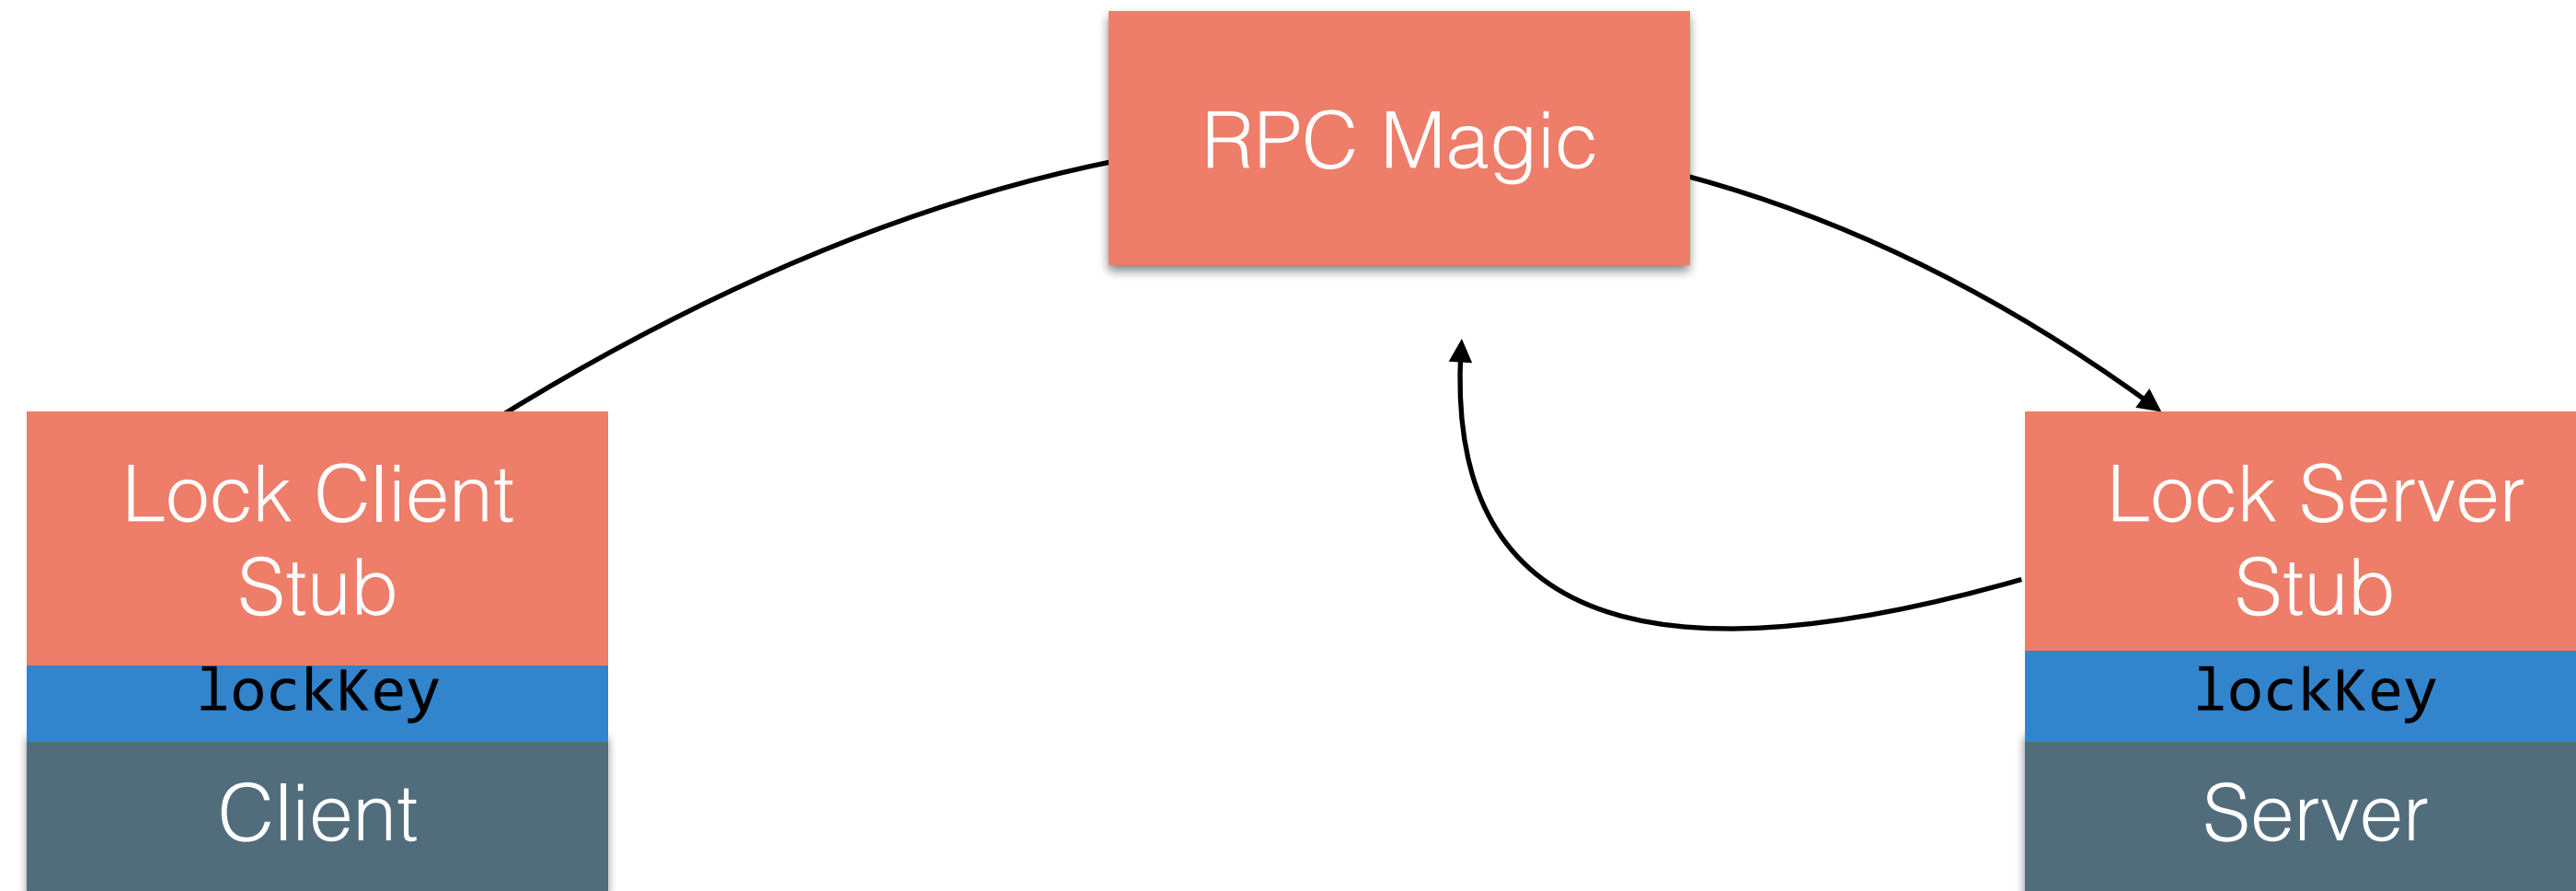 RPC Magic
Lock Client
Stub
lockKey
Client
Lock Server
Stub
lockKey
Server